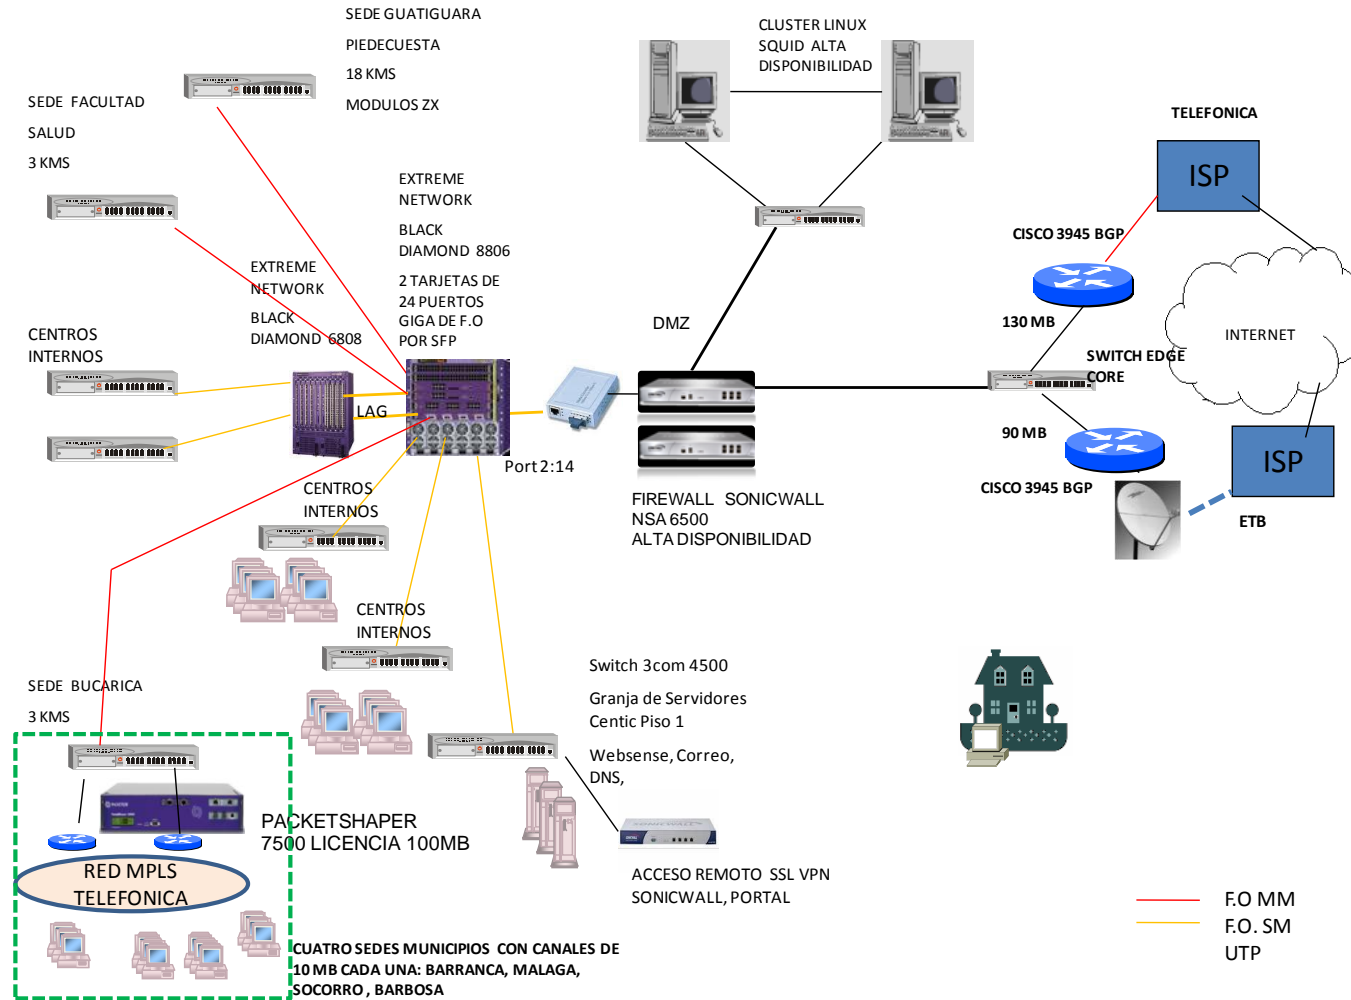 SEDE GUATIGUARA
PIEDECUESTA
18 KMS
MODULOS ZX
SEDE FACULTAD
SALUD
3 KMS
CLUSTER LINUX
SQUID ALTA
DISPONIBILIDAD
TELEFONICA
ISP
EXTREME
NETWORK
BLACK
DIAMOND 8806
2 TARJETAS DE
24 PUERTOS
GIGA DE F.O
POR SFP
EXTREME
NETWORK
BLACK
DIAMOND 6808
CISCO 3945 BGP
130 MB
INTERNET
DMZ
CENTROS
INTERNOS
LAG
SWITCH EDGE
CORE
90 MB
CISCO 3945 BGP
ISP
ETB
Port 2:14
FIREWALL SONICWALL
NSA 6500
ALTA DISPONIBILIDAD
CENTROS
INTERNOS
CENTROS
INTERNOS
Switch 3com 4500
Granja de Servidores
Centic Piso 1
Websense, Correo,
DNS,
SEDE BUCARICA
3 KMS
PACKETSHAPER
7500 LICENCIA 100MB
RED MPLS
TELEFONICA
ACCESO REMOTO SSL VPN
SONICWALL, PORTAL
CUATRO SEDES MUNICIPIOS CON CANALES DE
10 MB CADA UNA: BARRANCA, MALAGA,
SOCORRO , BARBOSA
F.O MM
F.O. SM
UTP